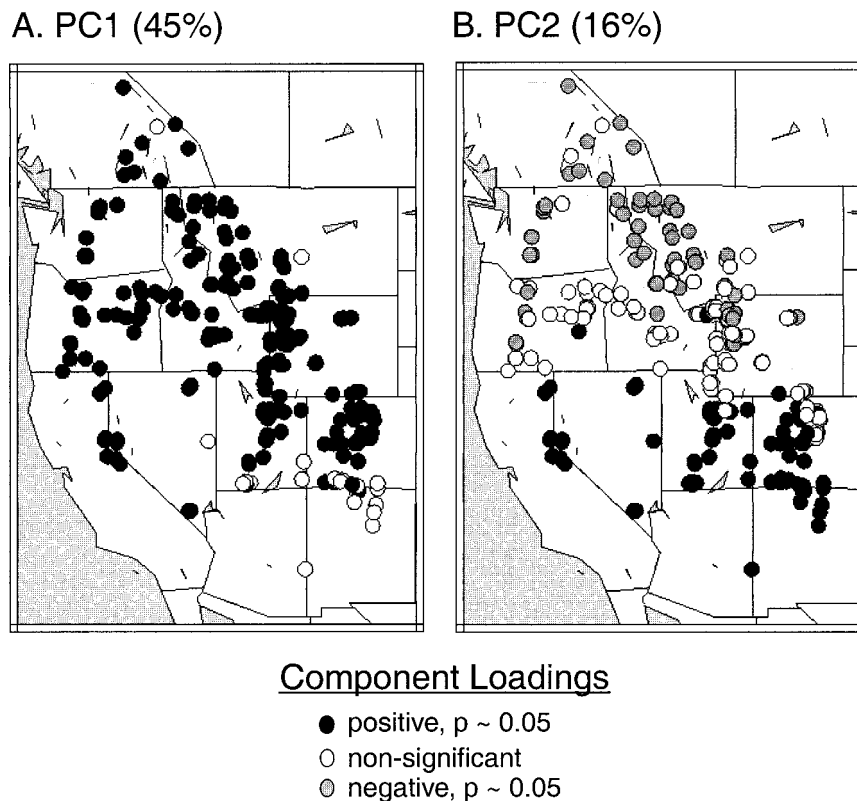 A. PC1 (45%)
B. PC2 (16%)
Component Loadings
positive, p ~ 0.05
non-significant
negative, p ~ 0.05